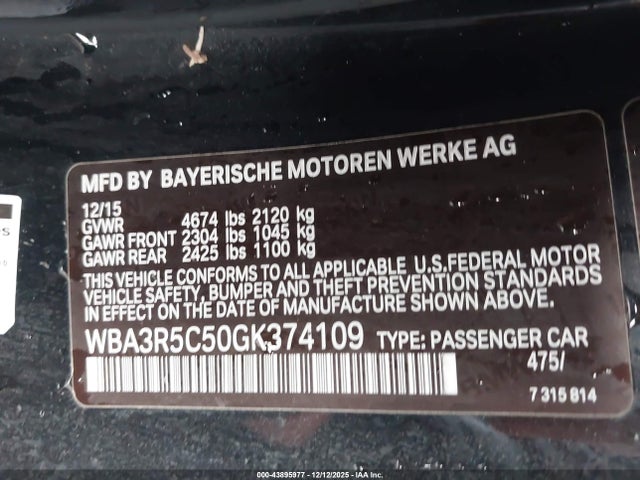 MFD BY BAYERISCHE MOTOREN WERKE AG
12/15
GVWR 4674 lbs 2120 kg
GAWR FRONT 2304 lbs 1045 kg
GAWR REAR 2425 lbs 1100 kg
THIS VEHICLE CONFORMS TO ALL APPLICABLE U.S.FEDERAL MOTOR
VEHICLE SAFETY, BUMPER AND THEFT PREVENTION STANDARDS
IN EFFECT ON THE DATE OF MANUFACTURE SHOWN ABOVE.
WBA3R5C50GK374109 TYPE: PASSENGER CAR
475/
7 315 814
000-43895977 - 12/12/2025 - IAA Inc.